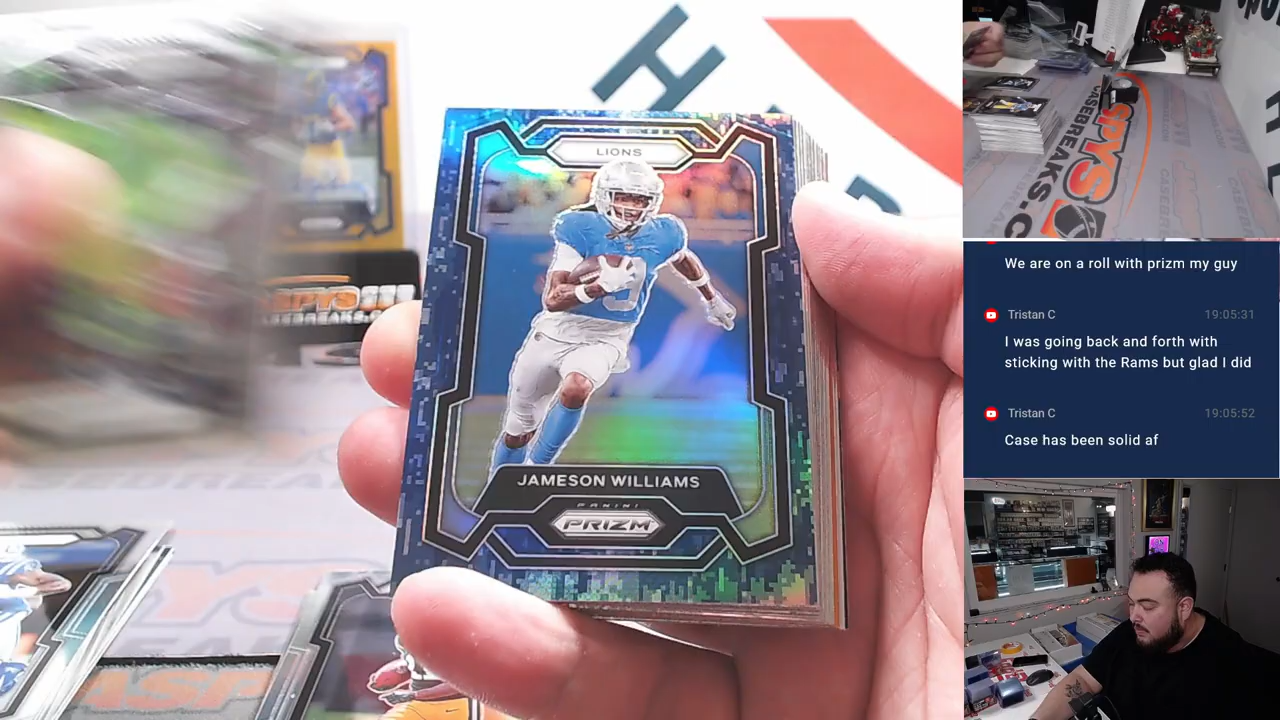 LIONS
9
JAMESON WILLIAMS
PANINI
PRIZM
CASEBREAKS.C
We are on a roll with prizm my guy
Tristan C
19:05:31
I was going back and forth with
sticking with the Rams but glad I did
Tristan C
19:05:52
Case has been solid af